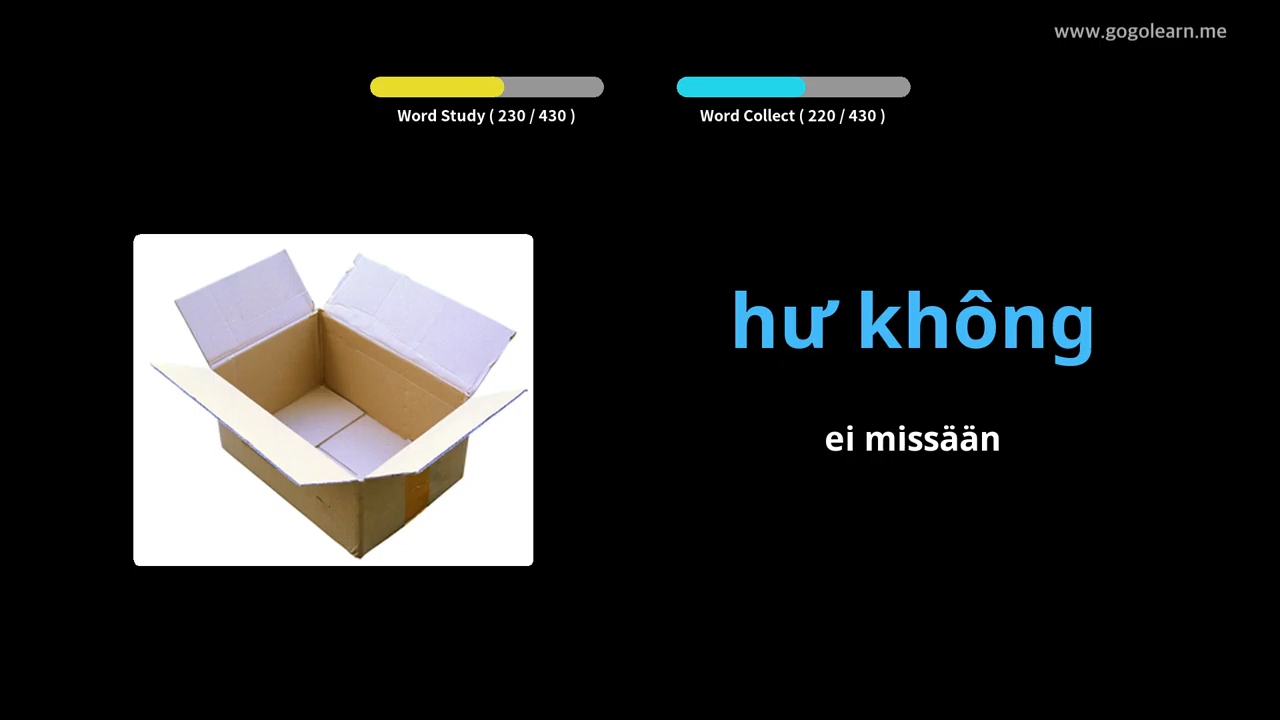 www.gogolearn.me
Word Study ( 230 / 430 )
Word Collect ( 220 / 430 )
hư không
ei missään